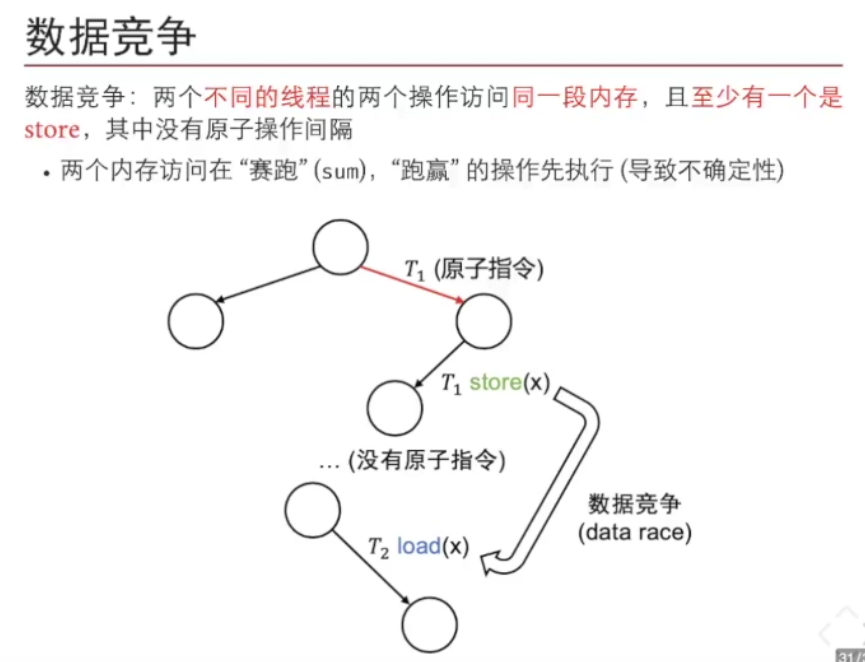 数据竞争
数据竞争：两个不同的线程的两个操作访问同一段内存，且至少有一个是
store，其中没有原子操作间隔
• 两个内存访问在“赛跑”(sum)，“跑赢”的操作先执行 (导致不确定性)
T₁ (原子指令)
T₁ store(x)
... (没有原子指令)
数据竞争
(data race)
T₂ load(x)
31/